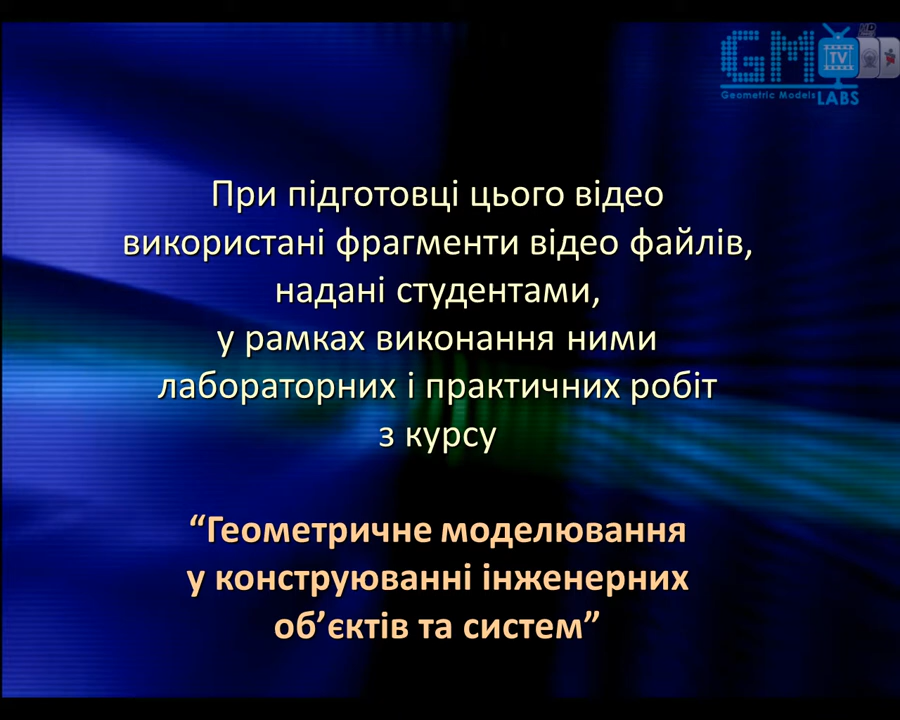 GM TV HD
Geometric Models LABS
При підготовці цього відео
використані фрагменти відео файлів,
надані студентами,
у рамках виконання ними
лабораторних і практичних робіт
з курсу
“Геометричне моделювання
у конструюванні інженерних
об’єктів та систем”